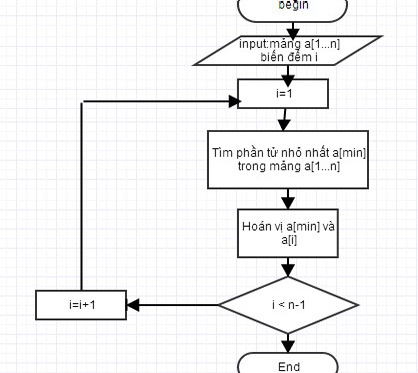 begin
input:mảng a[1...n]
biến đếm i
i=1
Tìm phần tử nhỏ nhất a[min]
trong mảng a[1...n]
Hoán vị a[min] và
a[i]
i < n-1
i=i+1
End